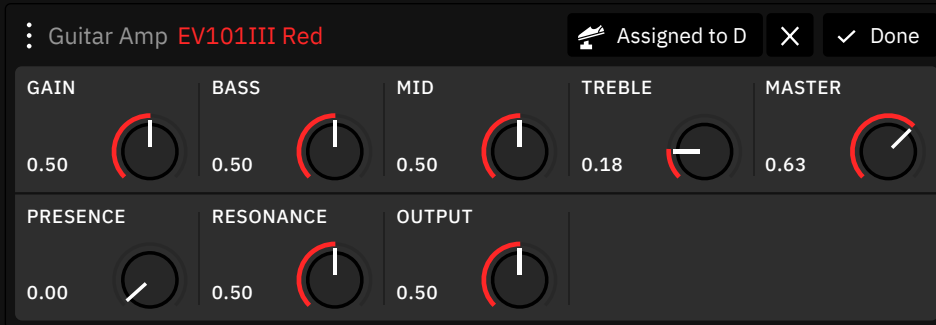 Guitar Amp EV101III Red Assigned to D Done
GAIN BASS MID TREBLE MASTER
0.50 0.50 0.50 0.18 0.63
PRESENCE RESONANCE OUTPUT
0.00 0.50 0.50